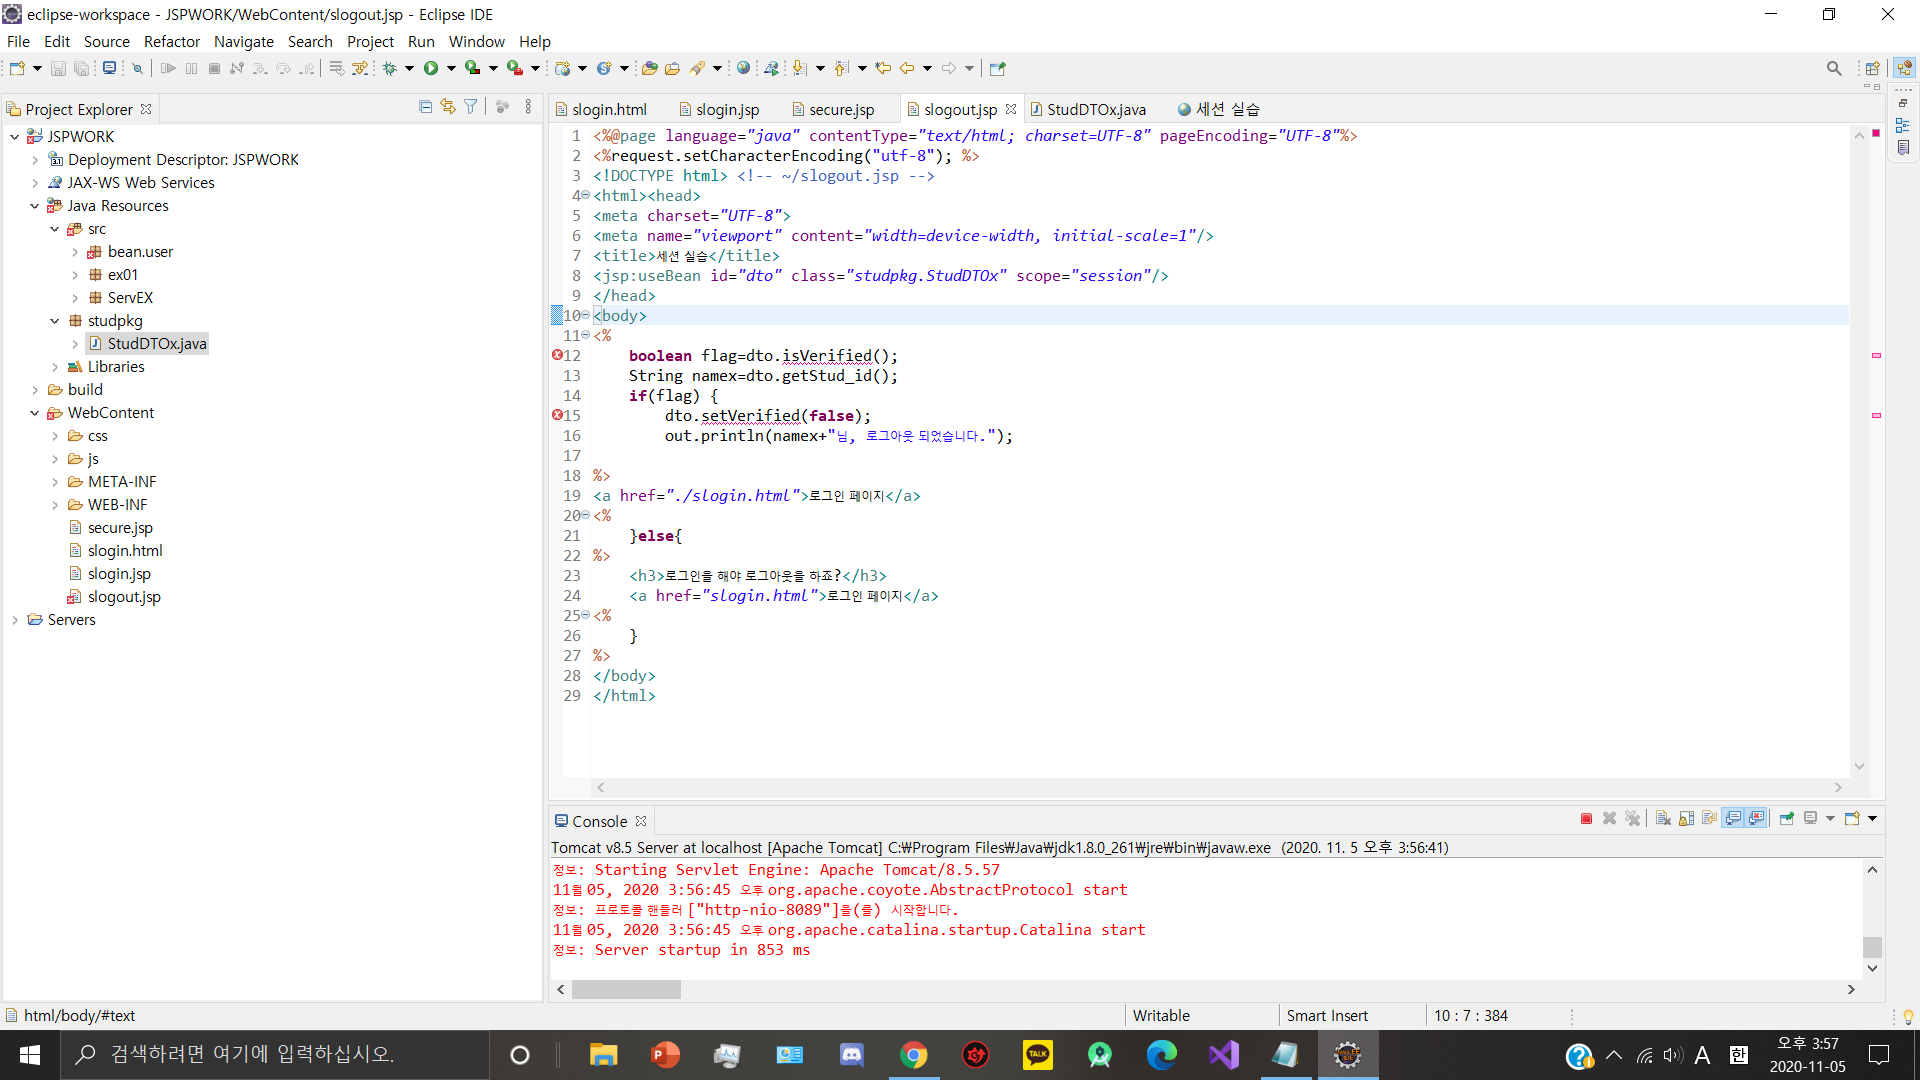 eclipse-workspace - JSPWORK/WebContent/slogout.jsp - Eclipse IDE
File Edit Source Refactor Navigate Search Project Run Window Help
Project Explorer
JSPWORK
Deployment Descriptor: JSPWORK
JAX-WS Web Services
Java Resources
src
bean.user
ex01
ServEX
studpkg
StudDTOx.java
Libraries
build
WebContent
css
js
META-INF
WEB-INF
secure.jsp
slogin.html
slogin.jsp
slogout.jsp
Servers
slogin.html slogin.jsp secure.jsp slogout.jsp StudDTOx.java 세션 실습
1 <%@page language="java" contentType="text/html; charset=UTF-8" pageEncoding="UTF-8"%>
2 <%request.setCharacterEncoding("utf-8"); %>
3 <!DOCTYPE html> <!-- ~/slogout.jsp -->
4 <html><head>
5 <meta charset="UTF-8">
6 <meta name="viewport" content="width=device-width, initial-scale=1"/>
7 <title>세션 실습</title>
8 <jsp:useBean id="dto" class="studpkg.StudDTOx" scope="session"/>
9 </head>
10 <body>
11 <%
12 boolean flag=dto.isVerified();
13 String namex=dto.getStud_id();
14 if(flag) {
15 dto.setVerified(false);
16 out.println(namex+"님, 로그아웃 되었습니다.");
17
18 %>
19 <a href="./slogin.html">로그인 페이지</a>
20 <%
21 }else{
22 %>
23 <h3>로그인을 해야 로그아웃을 하죠?</h3>
24 <a href="slogin.html">로그인 페이지</a>
25 <%
26 }
27 %>
28 </body>
29 </html>
Console
Tomcat v8.5 Server at localhost [Apache Tomcat] C:₩Program Files₩Java₩jdk1.8.0_261₩jre₩bin₩javaw.exe (2020. 11. 5 오후 3:56:41)
정보: Starting Servlet Engine: Apache Tomcat/8.5.57
11월 05, 2020 3:56:45 오후 org.apache.coyote.AbstractProtocol start
정보: 프로토콜 핸들러 ["http-nio-8089"]을(를) 시작합니다.
11월 05, 2020 3:56:45 오후 org.apache.catalina.startup.Catalina start
정보: Server startup in 853 ms
html/body/#text Writable Smart Insert 10 : 7 : 384
검색하려면 여기에 입력하십시오.
TALK
A 한 오후 3:57
2020-11-05